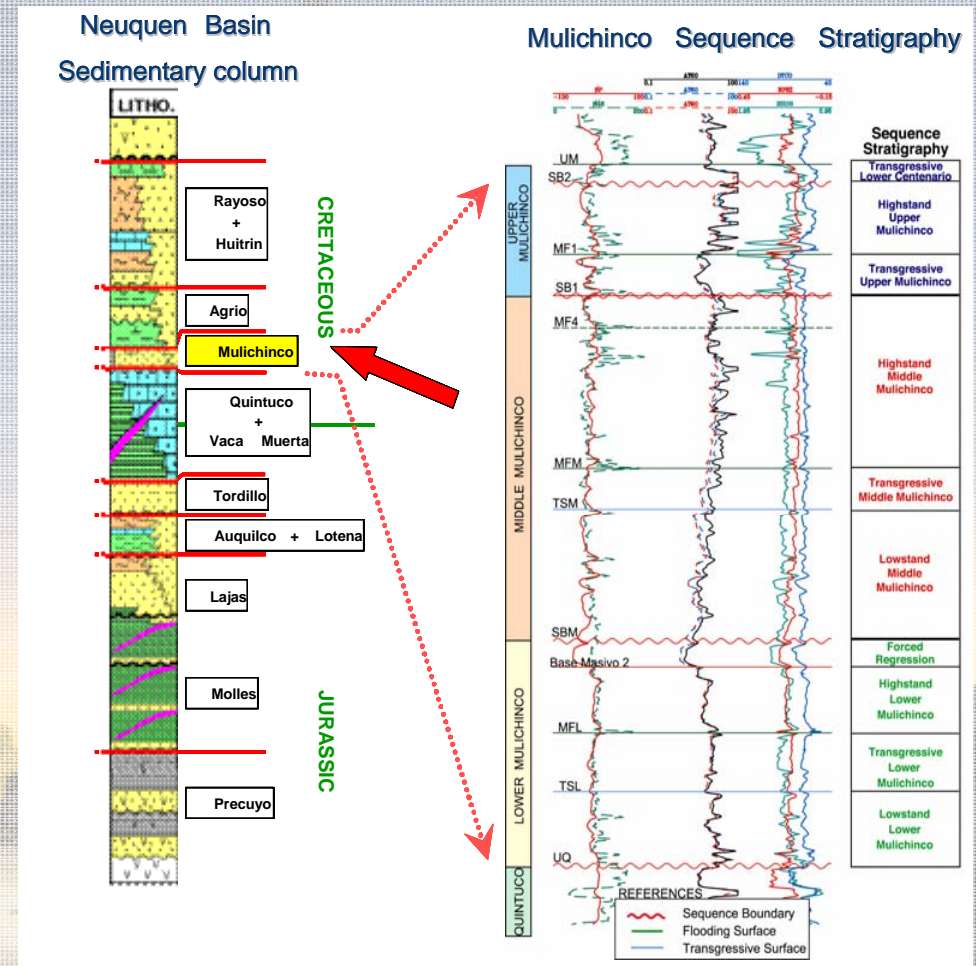 Neuquen Basin
Sedimentary column
LITHO.
Rayoso
+
Huitrin
Agrio
Mulichinco
Quintuco
+
Vaca Muerta
Tordillo
Auquilco + Lotena
Lajas
Molles
Precuyo
CRETACEOUS
JURASSIC
Mulichinco Sequence Stratigraphy
UPPER
MULICHINCO
MIDDLE MULICHINCO
LOWER MULICHINCO
QUINTUCO
UM
SB2
MF1
SB1
MF4
MFM
TSM
SBM
Base Masivo 2
MFL
TSL
UQ
Sequence
Stratigraphy
Transgressive
Lower Centenario
Highstand
Upper
Mulichinco
Transgressive
Upper Mulichinco
Highstand
Middle
Mulichinco
Transgressive
Middle Mulichinco
Lowstand
Middle
Mulichinco
Forced
Regression
Highstand
Lower
Mulichinco
Transgressive
Lower
Mulichinco
Lowstand
Lower
Mulichinco
REFERENCES
Sequence Boundary
Flooding Surface
Transgressive Surface